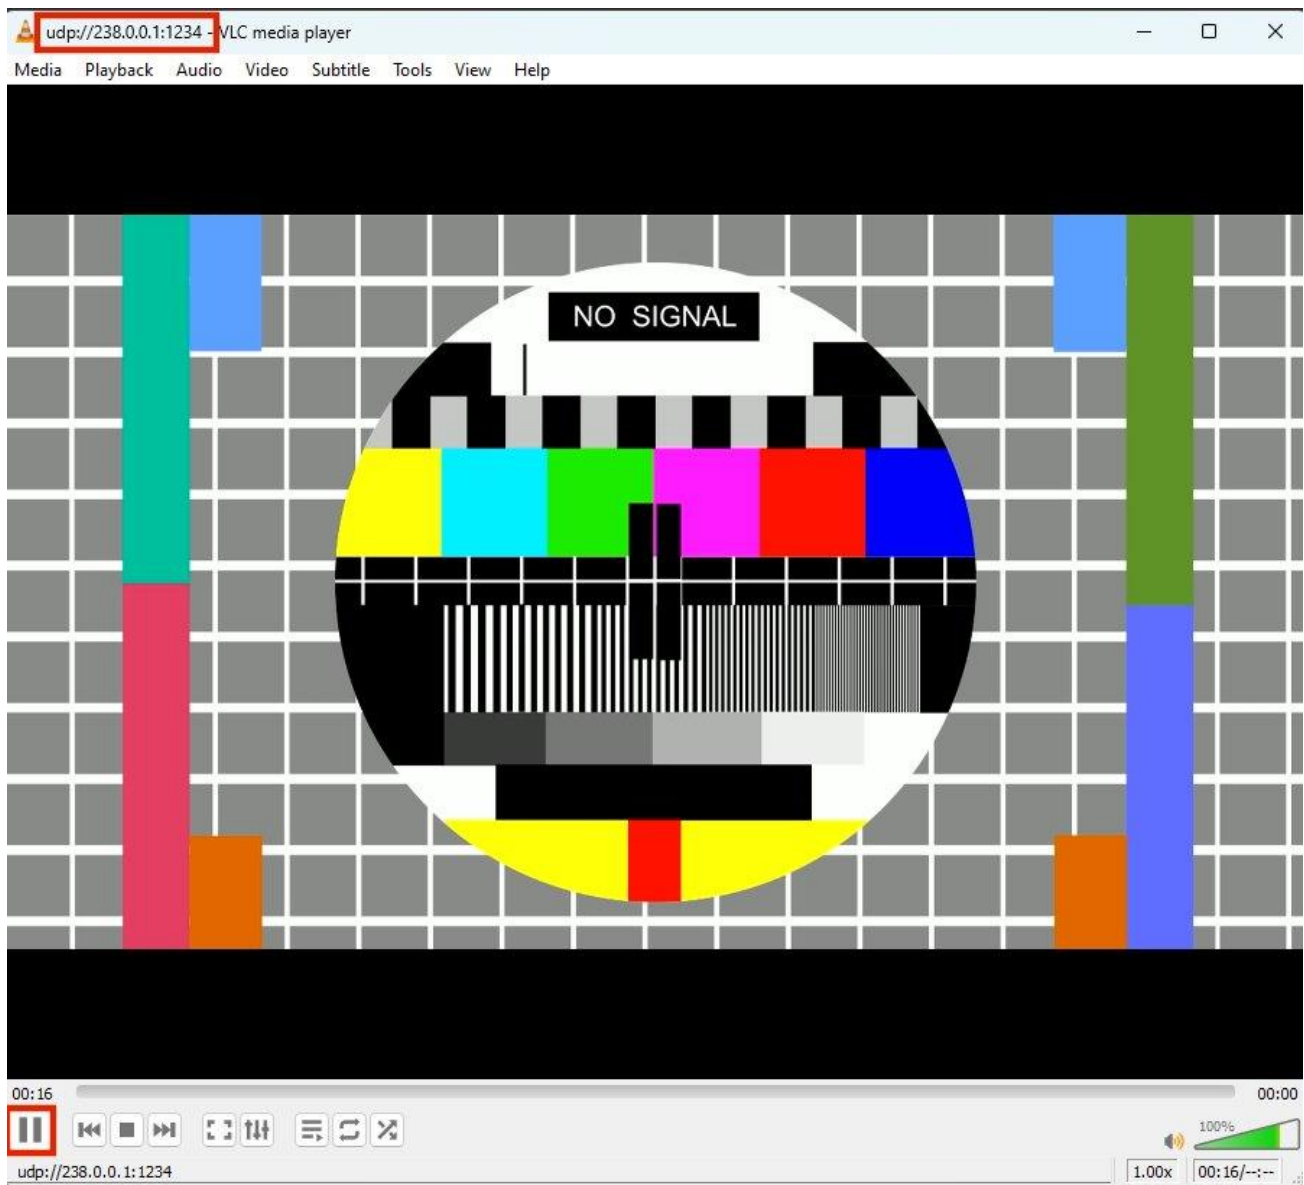 udp://238.0.0.1:1234 - VLC media player
Media Playback Audio Video Subtitle Tools View Help
NO SIGNAL
00:16 00:00
100%
udp://238.0.0.1:1234 1.00x 00:16/--:--